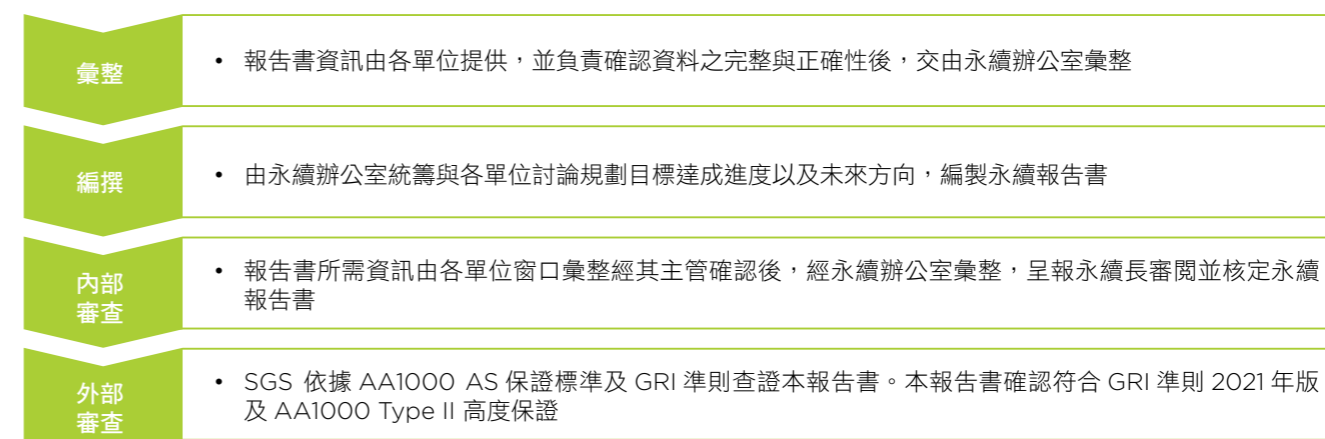 彙整
• 報告書資訊由各單位提供，並負責確認資料之完整與正確性後，交由永續辦公室彙整
編撰
• 由永續辦公室統籌與各單位討論規劃目標達成進度以及未來方向，編製永續報告書
內部
審查
• 報告書所需資訊由各單位窗口彙整經其主管確認後，經永續辦公室彙整，呈報永續長審閱並核定永續
報告書
外部
審查
• SGS 依據 AA1000 AS 保證標準及 GRI 準則查證本報告書。本報告書確認符合 GRI 準則 2021 年版
及 AA1000 Type II 高度保證